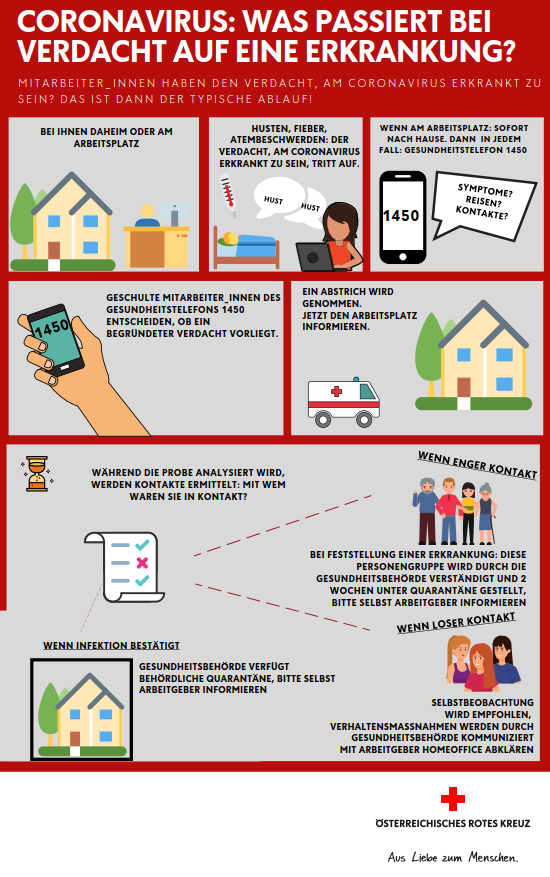 CORONAVIRUS: WAS PASSIERT BEI
VERDACHT AUF EINE ERKRANKUNG?
MITARBEITER_INNEN HABEN DEN VERDACHT, AM CORONAVIRUS ERKRANKT ZU
SEIN? DAS IST DANN DER TYPISCHE ABLAUF!
BEI IHNEN DAHEIM ODER AM
ARBEITSPLATZ
HUSTEN, FIEBER,
ATEMBESCHWERDEN: DER
VERDACHT, AM CORONAVIRUS
ERKRANKT ZU SEIN, TRITT AUF.
HUST
HUST
WENN AM ARBEITSPLATZ: SOFORT
NACH HAUSE. DANN IN JEDEM
FALL: GESUNDHEITSTELEFON 1450
1450
SYMPTOME?
REISEN?
KONTAKTE?
1450
GESCHULTE MITARBEITER_INNEN DES
GESUNDHEITSTELEFONS 1450
ENTSCHEIDEN, OB EIN
BEGRÜNDETER VERDACHT VORLIEGT.
EIN ABSTRICH WIRD
GENOMMEN.
JETZT DEN ARBEITSPLATZ
INFORMIEREN.
WÄHREND DIE PROBE ANALYSIERT WIRD,
WERDEN KONTAKTE ERMITTELT: MIT WEM
WAREN SIE IN KONTAKT?
WENN ENGER KONTAKT
BEI FESTSTELLUNG EINER ERKRANKUNG: DIESE
PERSONENGRUPPE WIRD DURCH DIE
GESUNDHEITSBEHÖRDE VERSTÄNDIGT UND 2
WOCHEN UNTER QUARANTÄNE GESTELLT,
BITTE SELBST ARBEITGEBER INFORMIEREN
WENN LOSER KONTAKT
SELBSTBEOBACHTUNG
WIRD EMPFOHLEN,
VERHALTENSMASSNAHMEN WERDEN DURCH
GESUNDHEITSBEHÖRDE KOMMUNIZIERT
MIT ARBEITGEBER HOMEOFFICE ABKLÄREN
WENN INFEKTION BESTÄTIGT
GESUNDHEITSBEHÖRDE VERFÜGT
BEHÖRDLICHE QUARANTÄNE, BITTE SELBST
ARBEITGEBER INFORMIEREN
ÖSTERREICHISCHES ROTES KREUZ
Aus Liebe zum Menschen.